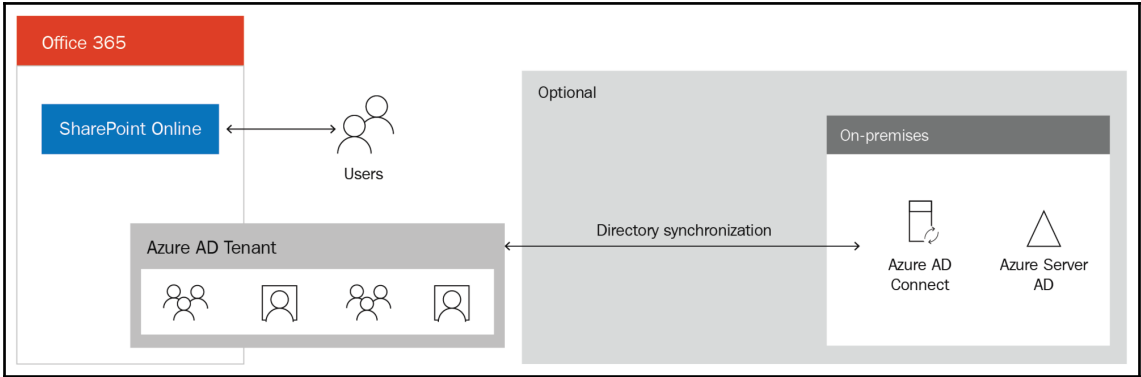 Office 365
SharePoint Online
Users
Azure AD Tenant
Optional
Directory synchronization
On-premises
Azure AD
Connect
Azure Server
AD